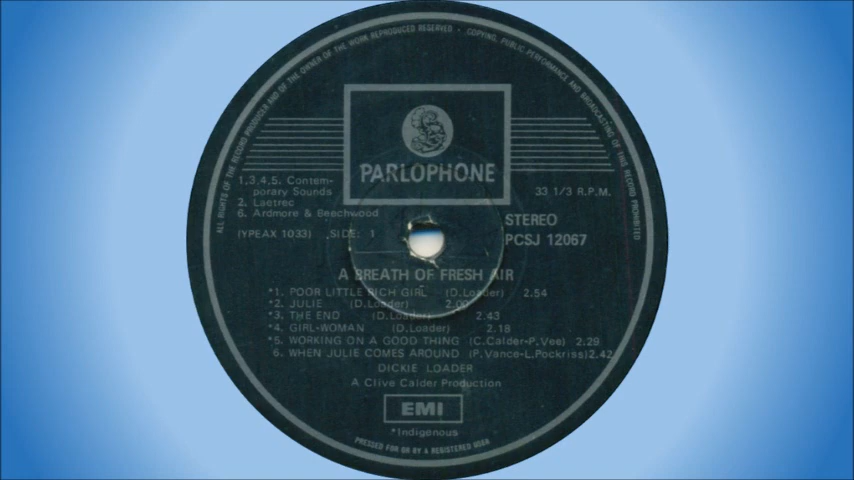 ALL RIGHTS OF THE RECORD PRODUCER AND OF THE OWNER OF THE WORK REPRODUCED RESERVED · COPYING, PUBLIC PERFORMANCE AND BROADCASTING OF THIS RECORD PROHIBITED
PARLOPHONE
1,3,4,5. Contem-
porary Sounds
2. Laetrec
6. Ardmore & Beechwood
33 1/3 R.P.M.
(YPEAX 1033) SIDE: 1
STEREO
PCSJ 12067
A BREATH OF FRESH AIR
*1. POOR LITTLE RICH GIRL (D.Loader) 2.54
*2. JULIE (D.Loader) 2.00
*3. THE END (D.Loader) 2.43
*4. GIRL-WOMAN (D.Loader) 2.18
*5. WORKING ON A GOOD THING (C.Calder-P.Vee) 2.29
6. WHEN JULIE COMES AROUND (P.Vance-L.Pockriss) 2.42
DICKIE LOADER
A Clive Calder Production
EMI
*Indigenous
PRESSED FOR OR BY A REGISTERED USER